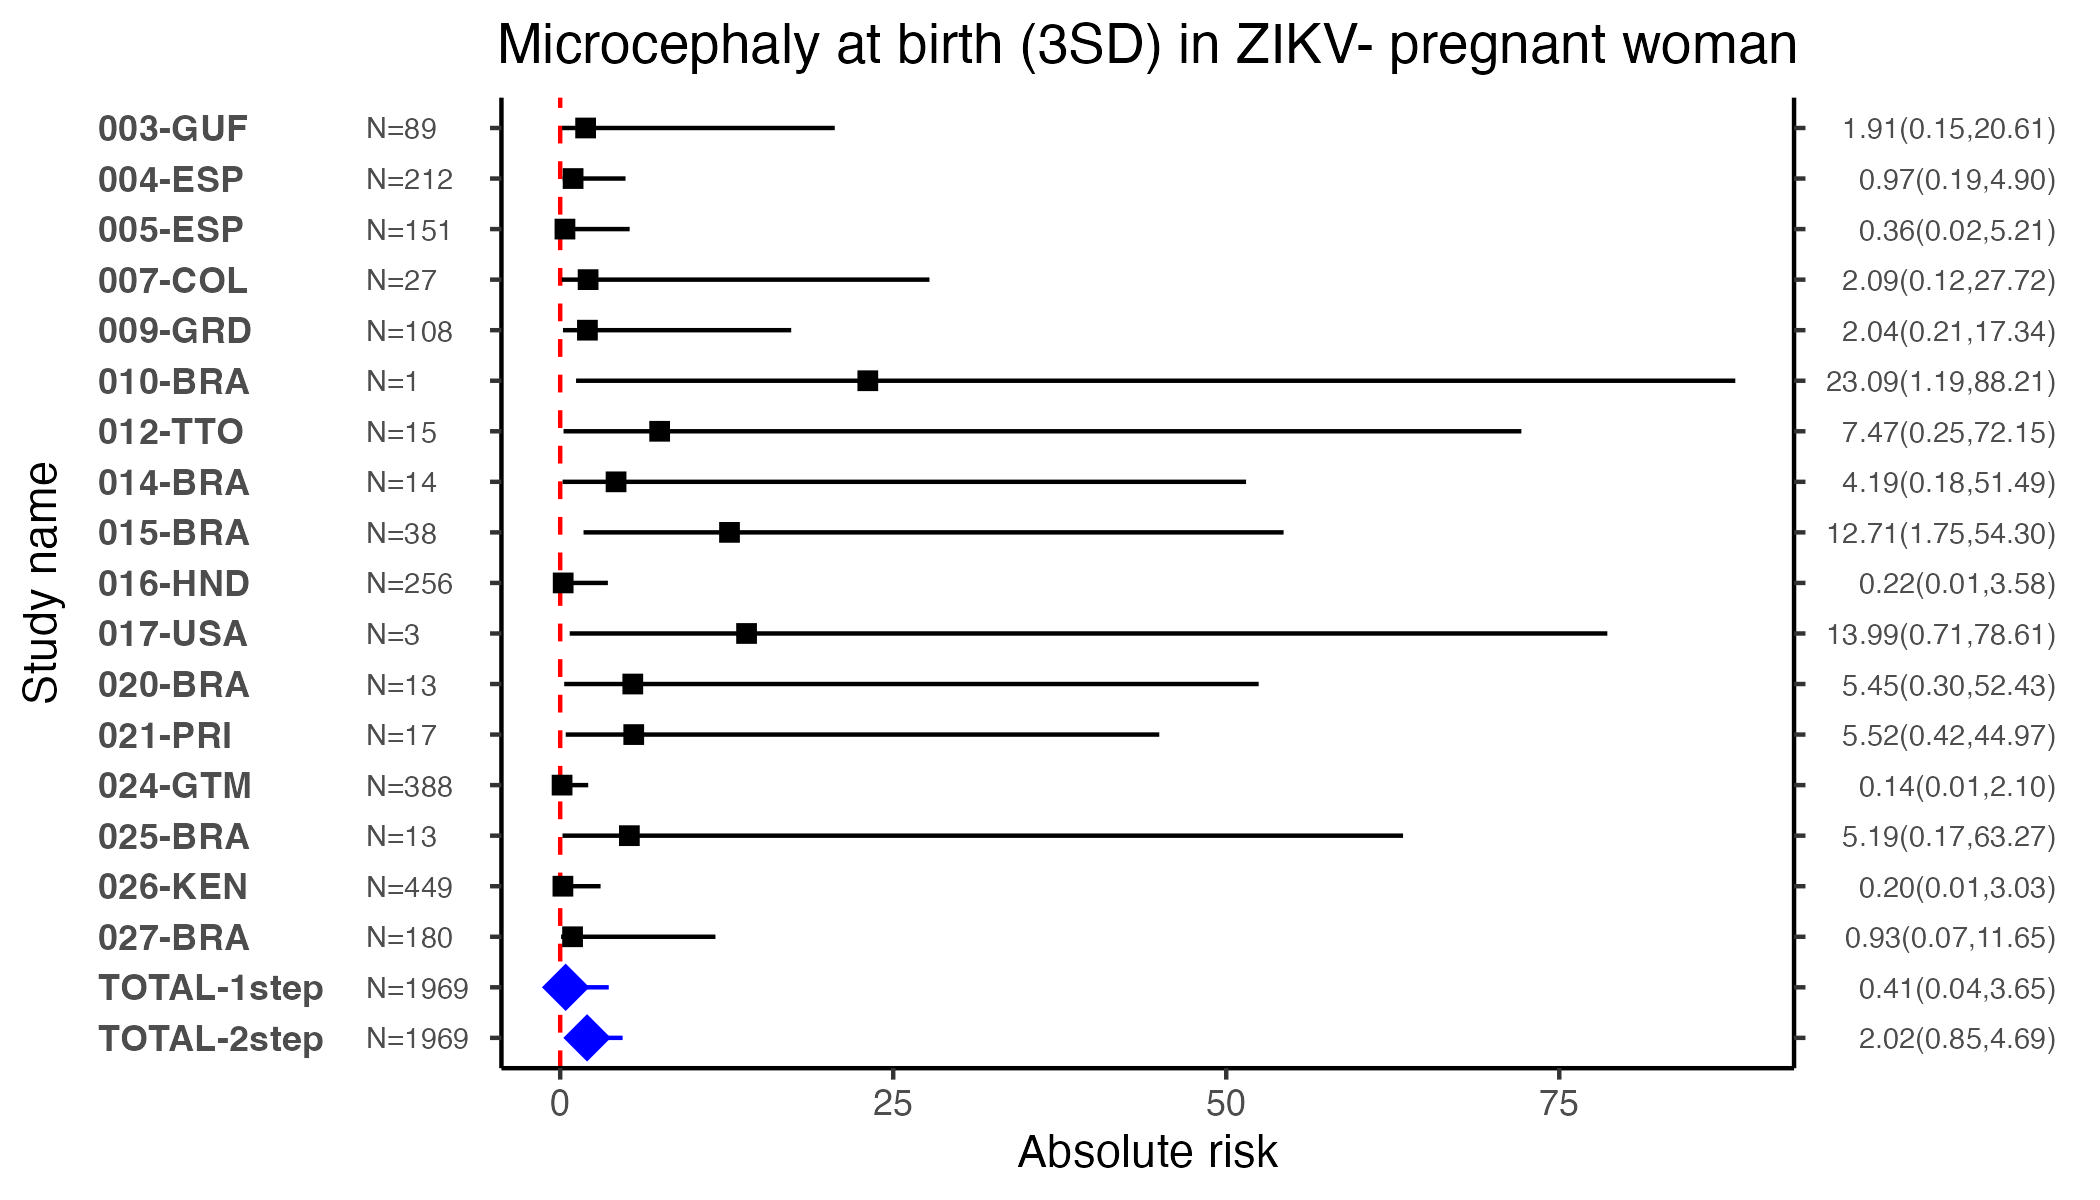 Microcephaly at birth (3SD) in ZIKV- pregnant woman
Study name
003-GUF N=89 1.91(0.15,20.61)
004-ESP N=212 0.97(0.19,4.90)
005-ESP N=151 0.36(0.02,5.21)
007-COL N=27 2.09(0.12,27.72)
009-GRD N=108 2.04(0.21,17.34)
010-BRA N=1 23.09(1.19,88.21)
012-TTO N=15 7.47(0.25,72.15)
014-BRA N=14 4.19(0.18,51.49)
015-BRA N=38 12.71(1.75,54.30)
016-HND N=256 0.22(0.01,3.58)
017-USA N=3 13.99(0.71,78.61)
020-BRA N=13 5.45(0.30,52.43)
021-PRI N=17 5.52(0.42,44.97)
024-GTM N=388 0.14(0.01,2.10)
025-BRA N=13 5.19(0.17,63.27)
026-KEN N=449 0.20(0.01,3.03)
027-BRA N=180 0.93(0.07,11.65)
TOTAL-1step N=1969 0.41(0.04,3.65)
TOTAL-2step N=1969 2.02(0.85,4.69)
0 25 50 75
Absolute risk